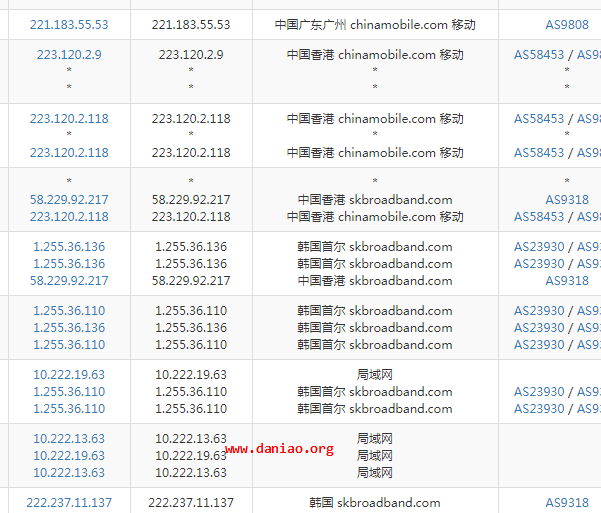 221.183.55.53 221.183.55.53 中国广东广州 chinamobile.com 移动 AS9808
223.120.2.9 223.120.2.9 中国香港 chinamobile.com 移动 AS58453 / AS98
* * * *
* * * *
223.120.2.118 223.120.2.118 中国香港 chinamobile.com 移动 AS58453 / AS98
* * * *
223.120.2.118 223.120.2.118 中国香港 chinamobile.com 移动 AS58453 / AS98
* * * *
58.229.92.217 58.229.92.217 中国香港 skbroadband.com AS9318
223.120.2.118 223.120.2.118 中国香港 chinamobile.com 移动 AS58453 / AS98
1.255.36.136 1.255.36.136 韩国首尔 skbroadband.com AS23930 / AS
1.255.36.136 1.255.36.136 韩国首尔 skbroadband.com AS23930 / AS
58.229.92.217 58.229.92.217 中国香港 skbroadband.com AS9318
1.255.36.110 1.255.36.110 韩国首尔 skbroadband.com AS23930 / AS
1.255.36.136 1.255.36.136 韩国首尔 skbroadband.com AS23930 / AS
1.255.36.110 1.255.36.110 韩国首尔 skbroadband.com AS23930 / AS
10.222.19.63 10.222.19.63 局域网
1.255.36.110 1.255.36.110 韩国首尔 skbroadband.com AS23930 / AS
1.255.36.110 1.255.36.110 韩国首尔 skbroadband.com AS23930 / AS
10.222.13.63 10.222.13.63 局域网
www.daniao.org
10.222.19.63 10.222.19.63 局域网
10.222.13.63 10.222.13.63 局域网
222.237.11.137 222.237.11.137 韩国 skbroadband.com AS9318